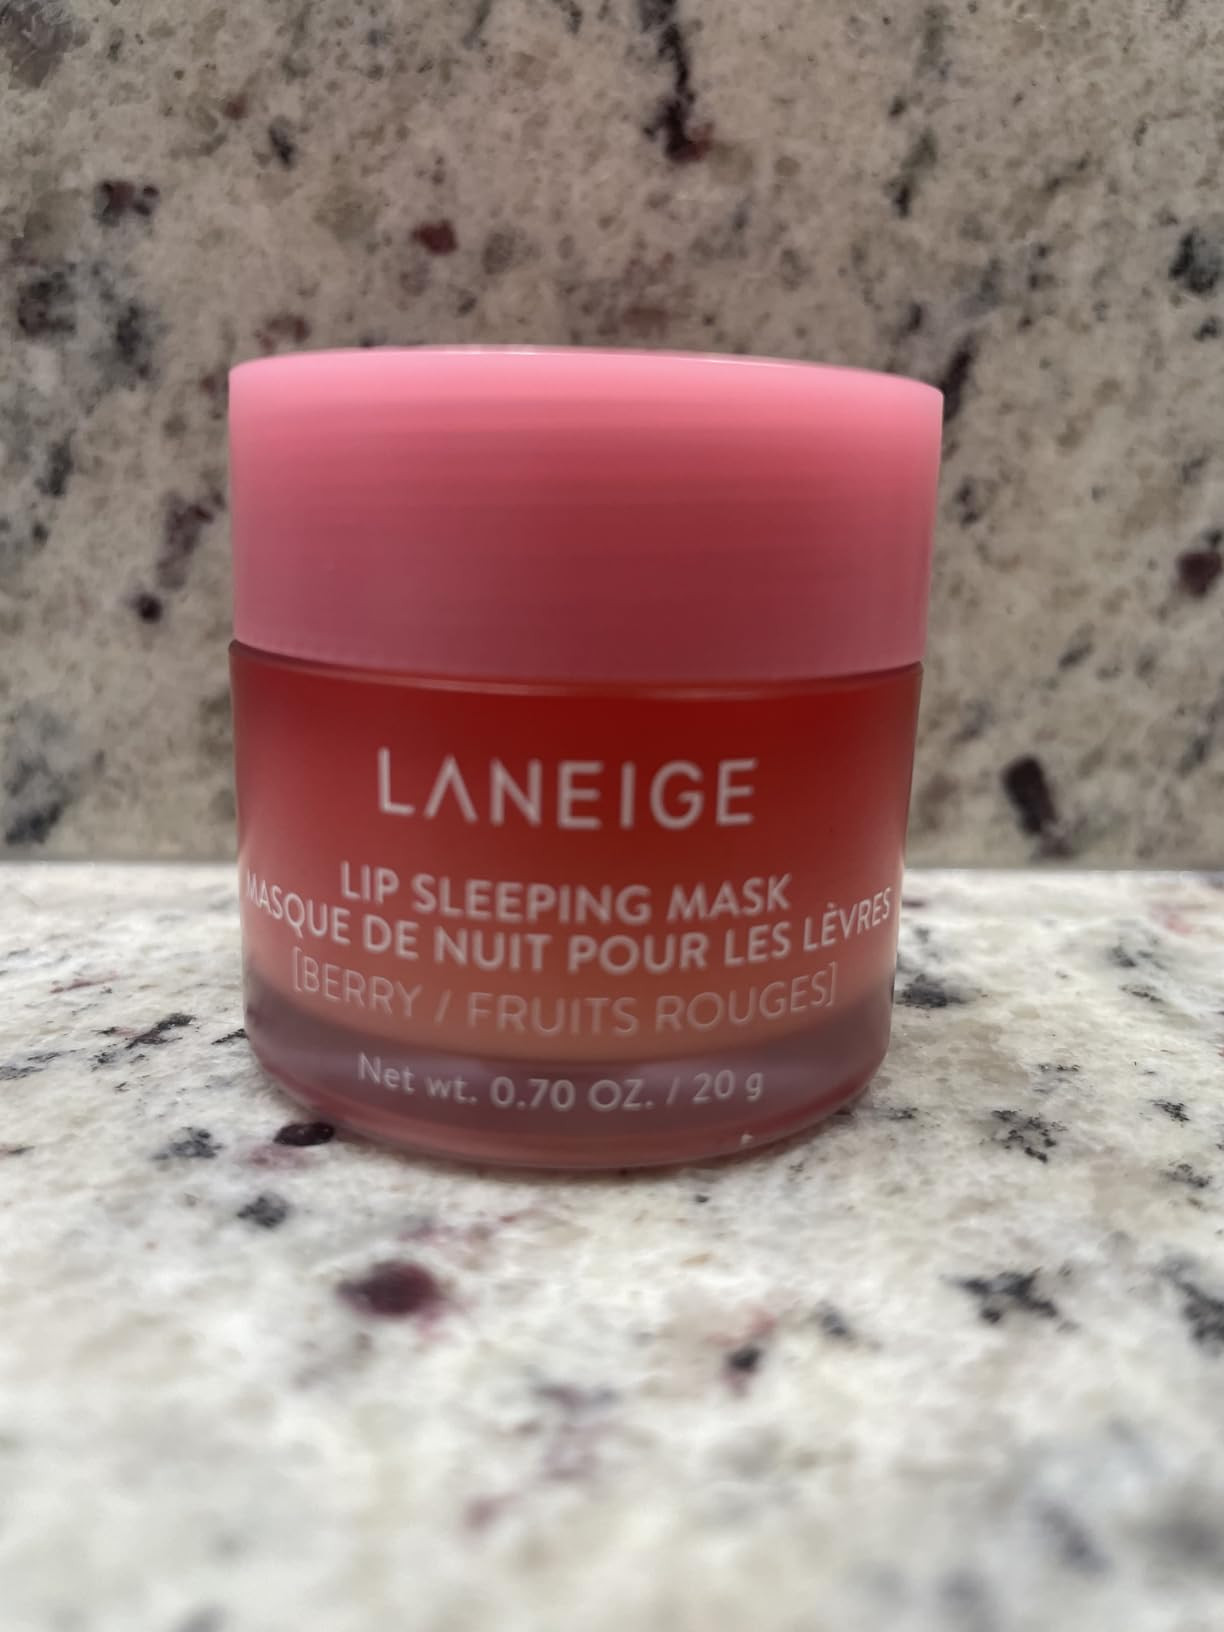 LANEIGE
LIP SLEEPING MASK
MASQUE DE NUIT POUR LES LÈVRES
[BERRY / FRUITS ROUGES]
Net wt. 0.70 OZ. / 20 g